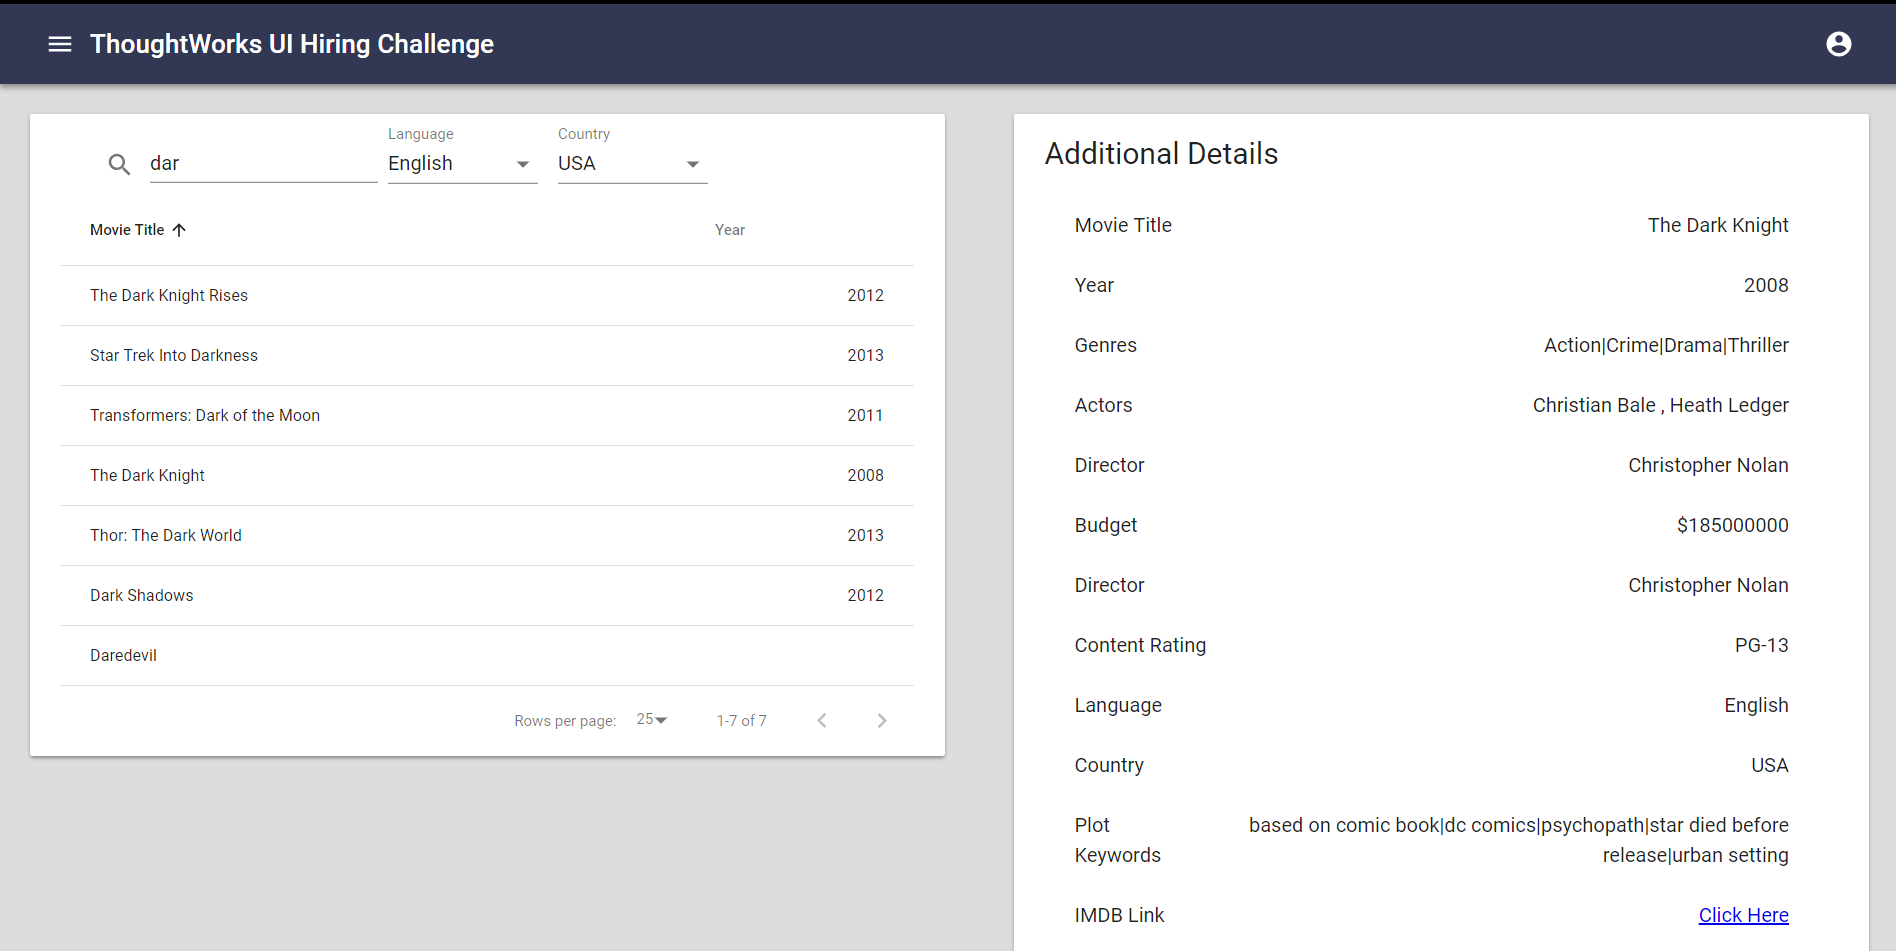 ThoughtWorks UI Hiring Challenge
dar
Language
English
Country
USA
Movie Title Year
The Dark Knight Rises 2012
Star Trek Into Darkness 2013
Transformers: Dark of the Moon 2011
The Dark Knight 2008
Thor: The Dark World 2013
Dark Shadows 2012
Daredevil
Rows per page: 25 1-7 of 7
Additional Details
Movie Title The Dark Knight
Year 2008
Genres Action|Crime|Drama|Thriller
Actors Christian Bale , Heath Ledger
Director Christopher Nolan
Budget $185000000
Director Christopher Nolan
Content Rating PG-13
Language English
Country USA
Plot based on comic book|dc comics|psychopath|star died before
Keywords release|urban setting
IMDB Link Click Here